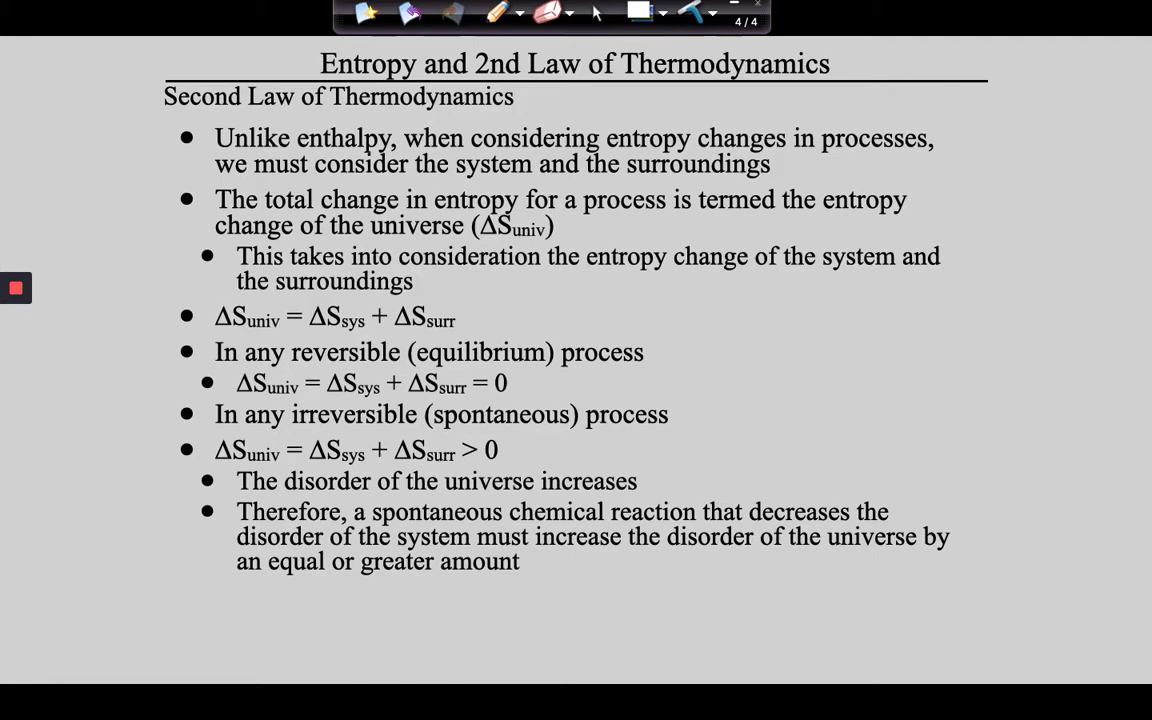 4 / 4
Entropy and 2nd Law of Thermodynamics
Second Law of Thermodynamics
● Unlike enthalpy, when considering entropy changes in processes,
we must consider the system and the surroundings
● The total change in entropy for a process is termed the entropy
change of the universe (ΔSuniv)
● This takes into consideration the entropy change of the system and
the surroundings
● ΔSuniv = ΔSsys + ΔSsurr
● In any reversible (equilibrium) process
● ΔSuniv = ΔSsys + ΔSsurr = 0
● In any irreversible (spontaneous) process
● ΔSuniv = ΔSsys + ΔSsurr > 0
● The disorder of the universe increases
● Therefore, a spontaneous chemical reaction that decreases the
disorder of the system must increase the disorder of the universe by
an equal or greater amount